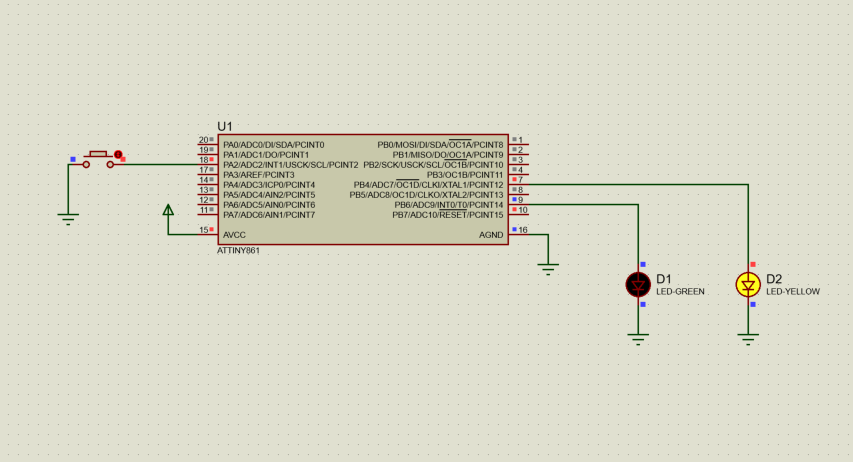 U1
20 PA0/ADC0/DI/SDA/PCINT0 PB0/MOSI/DI/SDA/OC1A/PCINT8 1
19 PA1/ADC1/DO/PCINT1 PB1/MISO/DO/OC1A/PCINT9 2
18 PA2/ADC2/INT1/USCK/SCL/PCINT2 PB2/SCK/USCK/SCL/OC1B/PCINT10 3
17 PA3/AREF/PCINT3 PB3/OC1B/PCINT11 4
14 PA4/ADC3/ICP0/PCINT4 PB4/ADC7/OC1D/CLKI/XTAL1/PCINT12 7
13 PA5/ADC4/AIN2/PCINT5 PB5/ADC8/OC1D/CLKO/XTAL2/PCINT13 8
12 PA6/ADC5/AIN0/PCINT6 PB6/ADC9/INT0/T0/PCINT14 9
11 PA7/ADC6/AIN1/PCINT7 PB7/ADC10/RESET/PCINT15 10
15 AVCC AGND 16
ATTINY861
D1
LED-GREEN
D2
LED-YELLOW